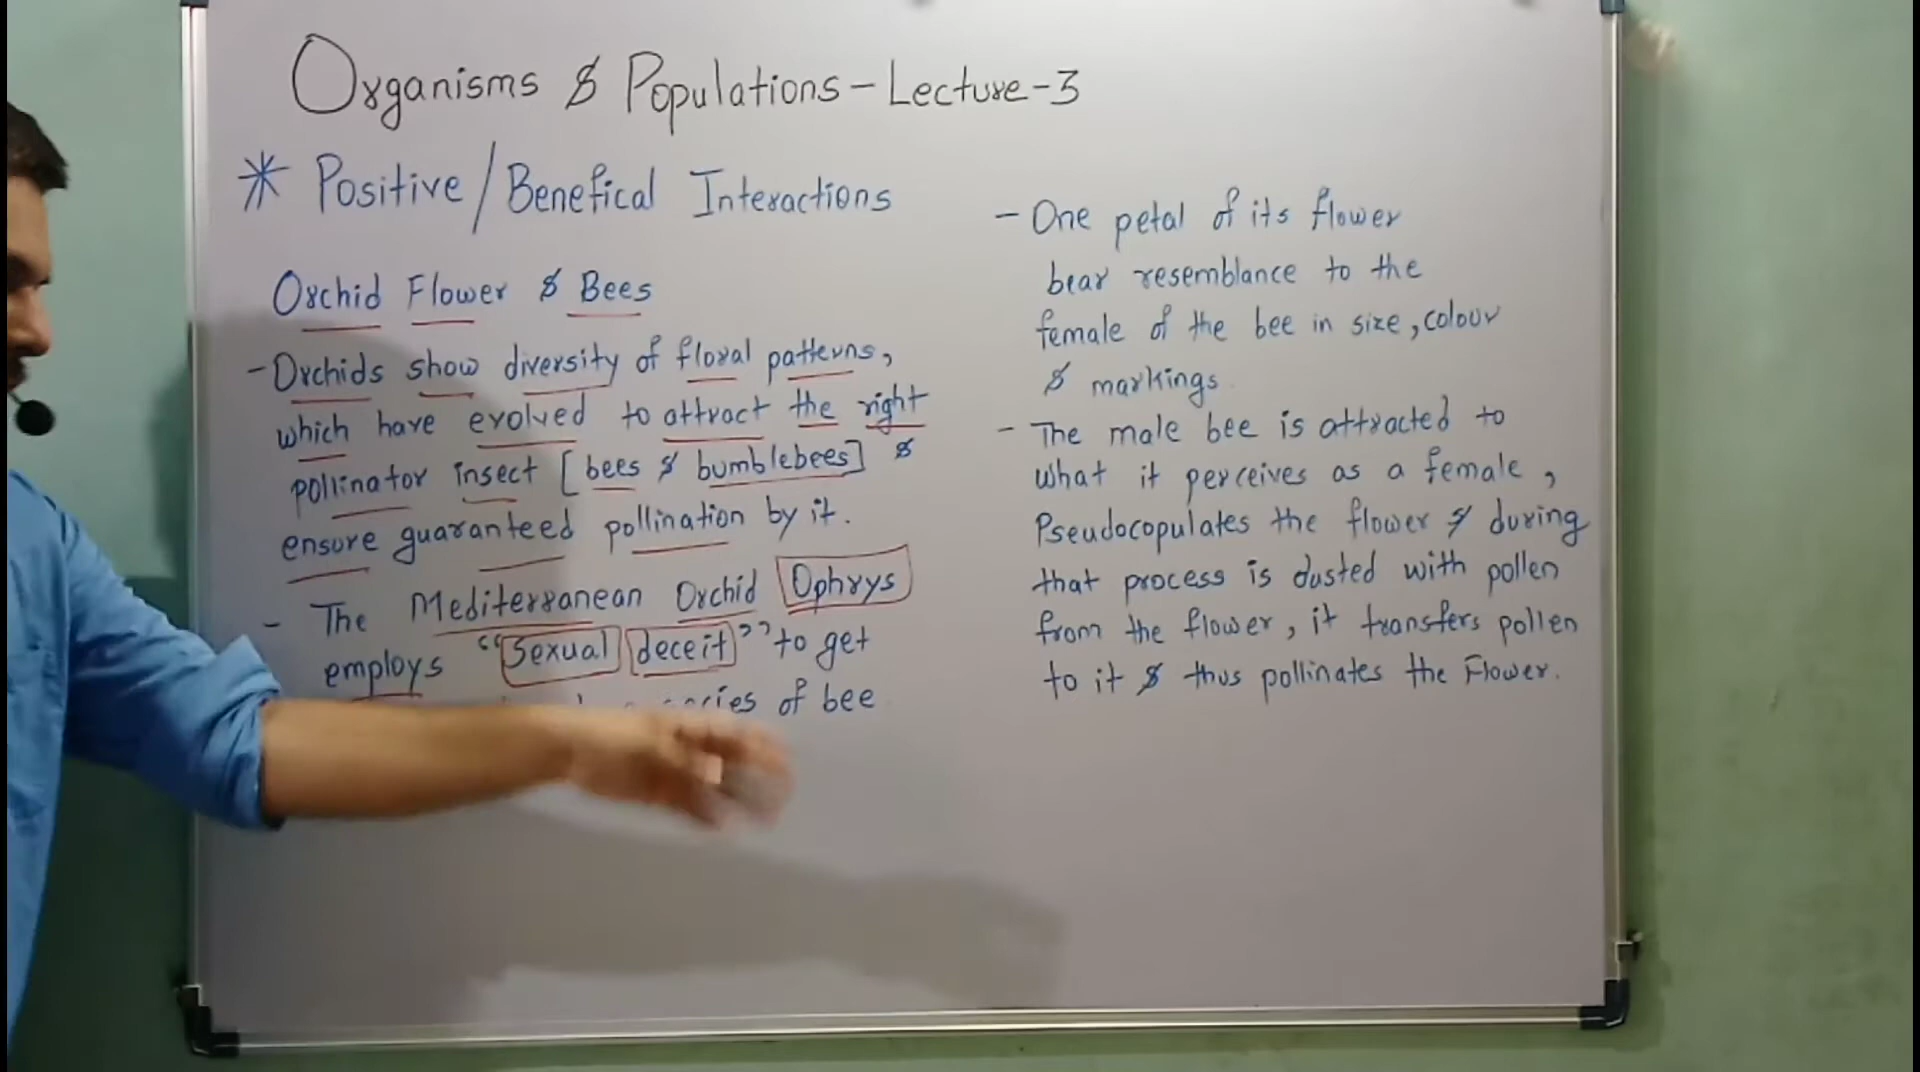 Organisms & Populations - Lecture-3
* Positive/Benefical Interactions
Orchid Flower & Bees
- Orchids show diversity of floral patterns,
which have evolved to attract the right
pollinator insect [bees & bumblebees] &
ensure guaranteed pollination by it.
- The Mediterranean Orchid Ophrys
employs "Sexual deceit" to get
of bee
- One petal of its flower
bear resemblance to the
female of the bee in size, colour
& markings.
- The male bee is attracted to
what it perceives as a female,
Pseudocopulates the flower & during
that process is dusted with pollen
from the flower, it transfers pollen
to it & thus pollinates the Flower.